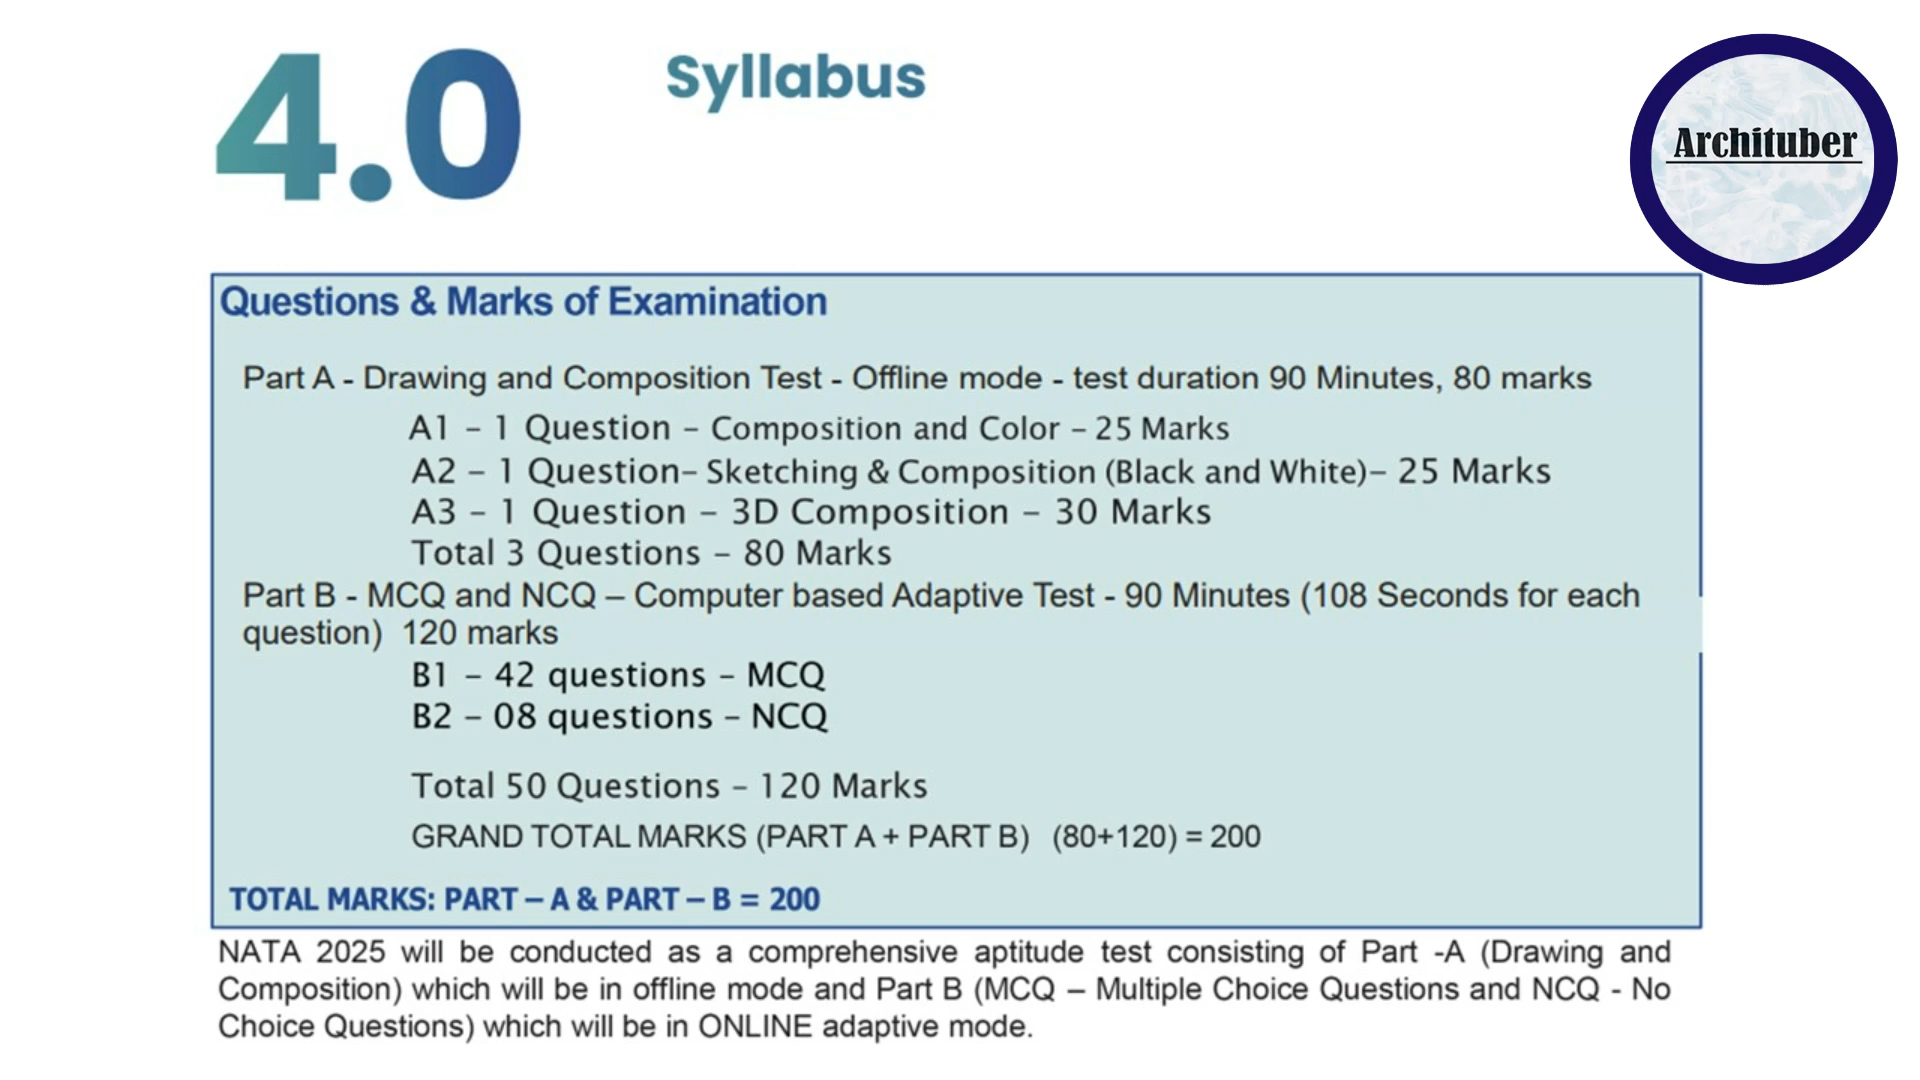 4.0
Syllabus
Archituber
Questions & Marks of Examination
Part A - Drawing and Composition Test - Offline mode - test duration 90 Minutes, 80 marks
A1 – 1 Question – Composition and Color – 25 Marks
A2 – 1 Question– Sketching & Composition (Black and White)– 25 Marks
A3 – 1 Question – 3D Composition – 30 Marks
Total 3 Questions – 80 Marks
Part B - MCQ and NCQ – Computer based Adaptive Test - 90 Minutes (108 Seconds for each
question) 120 marks
B1 – 42 questions – MCQ
B2 – 08 questions – NCQ
Total 50 Questions – 120 Marks
GRAND TOTAL MARKS (PART A + PART B) (80+120) = 200
TOTAL MARKS: PART – A & PART – B = 200
NATA 2025 will be conducted as a comprehensive aptitude test consisting of Part -A (Drawing and
Composition) which will be in offline mode and Part B (MCQ – Multiple Choice Questions and NCQ - No
Choice Questions) which will be in ONLINE adaptive mode.